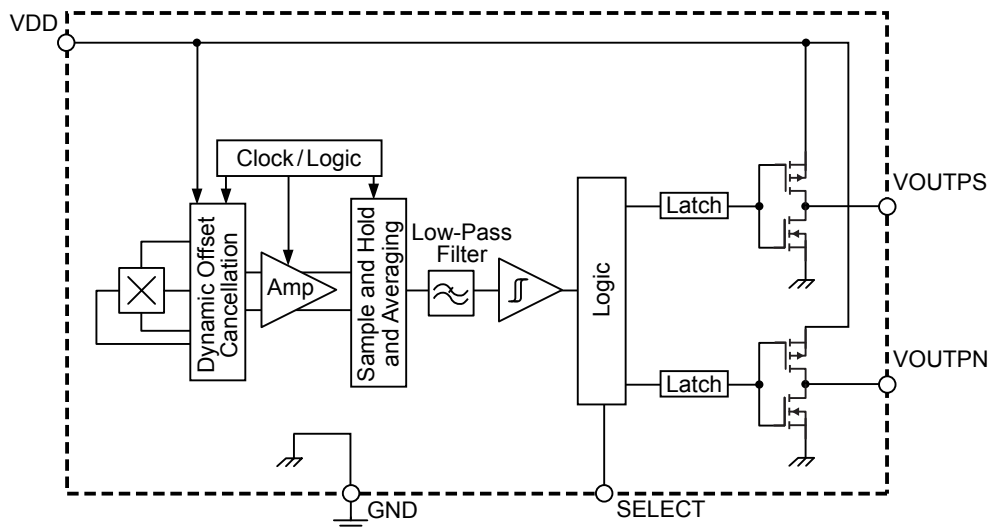 VDD
Clock/Logic
Dynamic Offset
Cancellation
Amp
Sample and Hold
and Averaging
Low-Pass
Filter
Logic
Latch
VOUTPS
Latch
VOUTPN
GND
SELECT